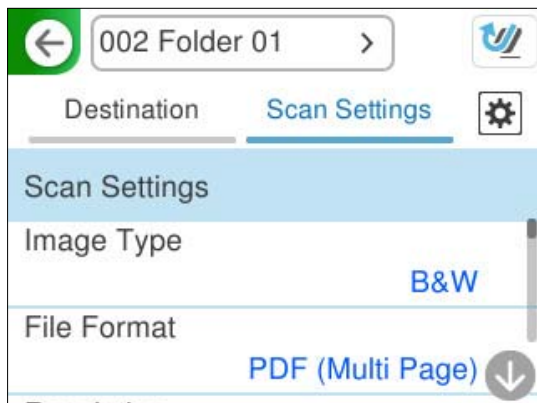 002 Folder 01 >
Destination
Scan Settings
Scan Settings
Image Type
B&W
File Format
PDF (Multi Page)